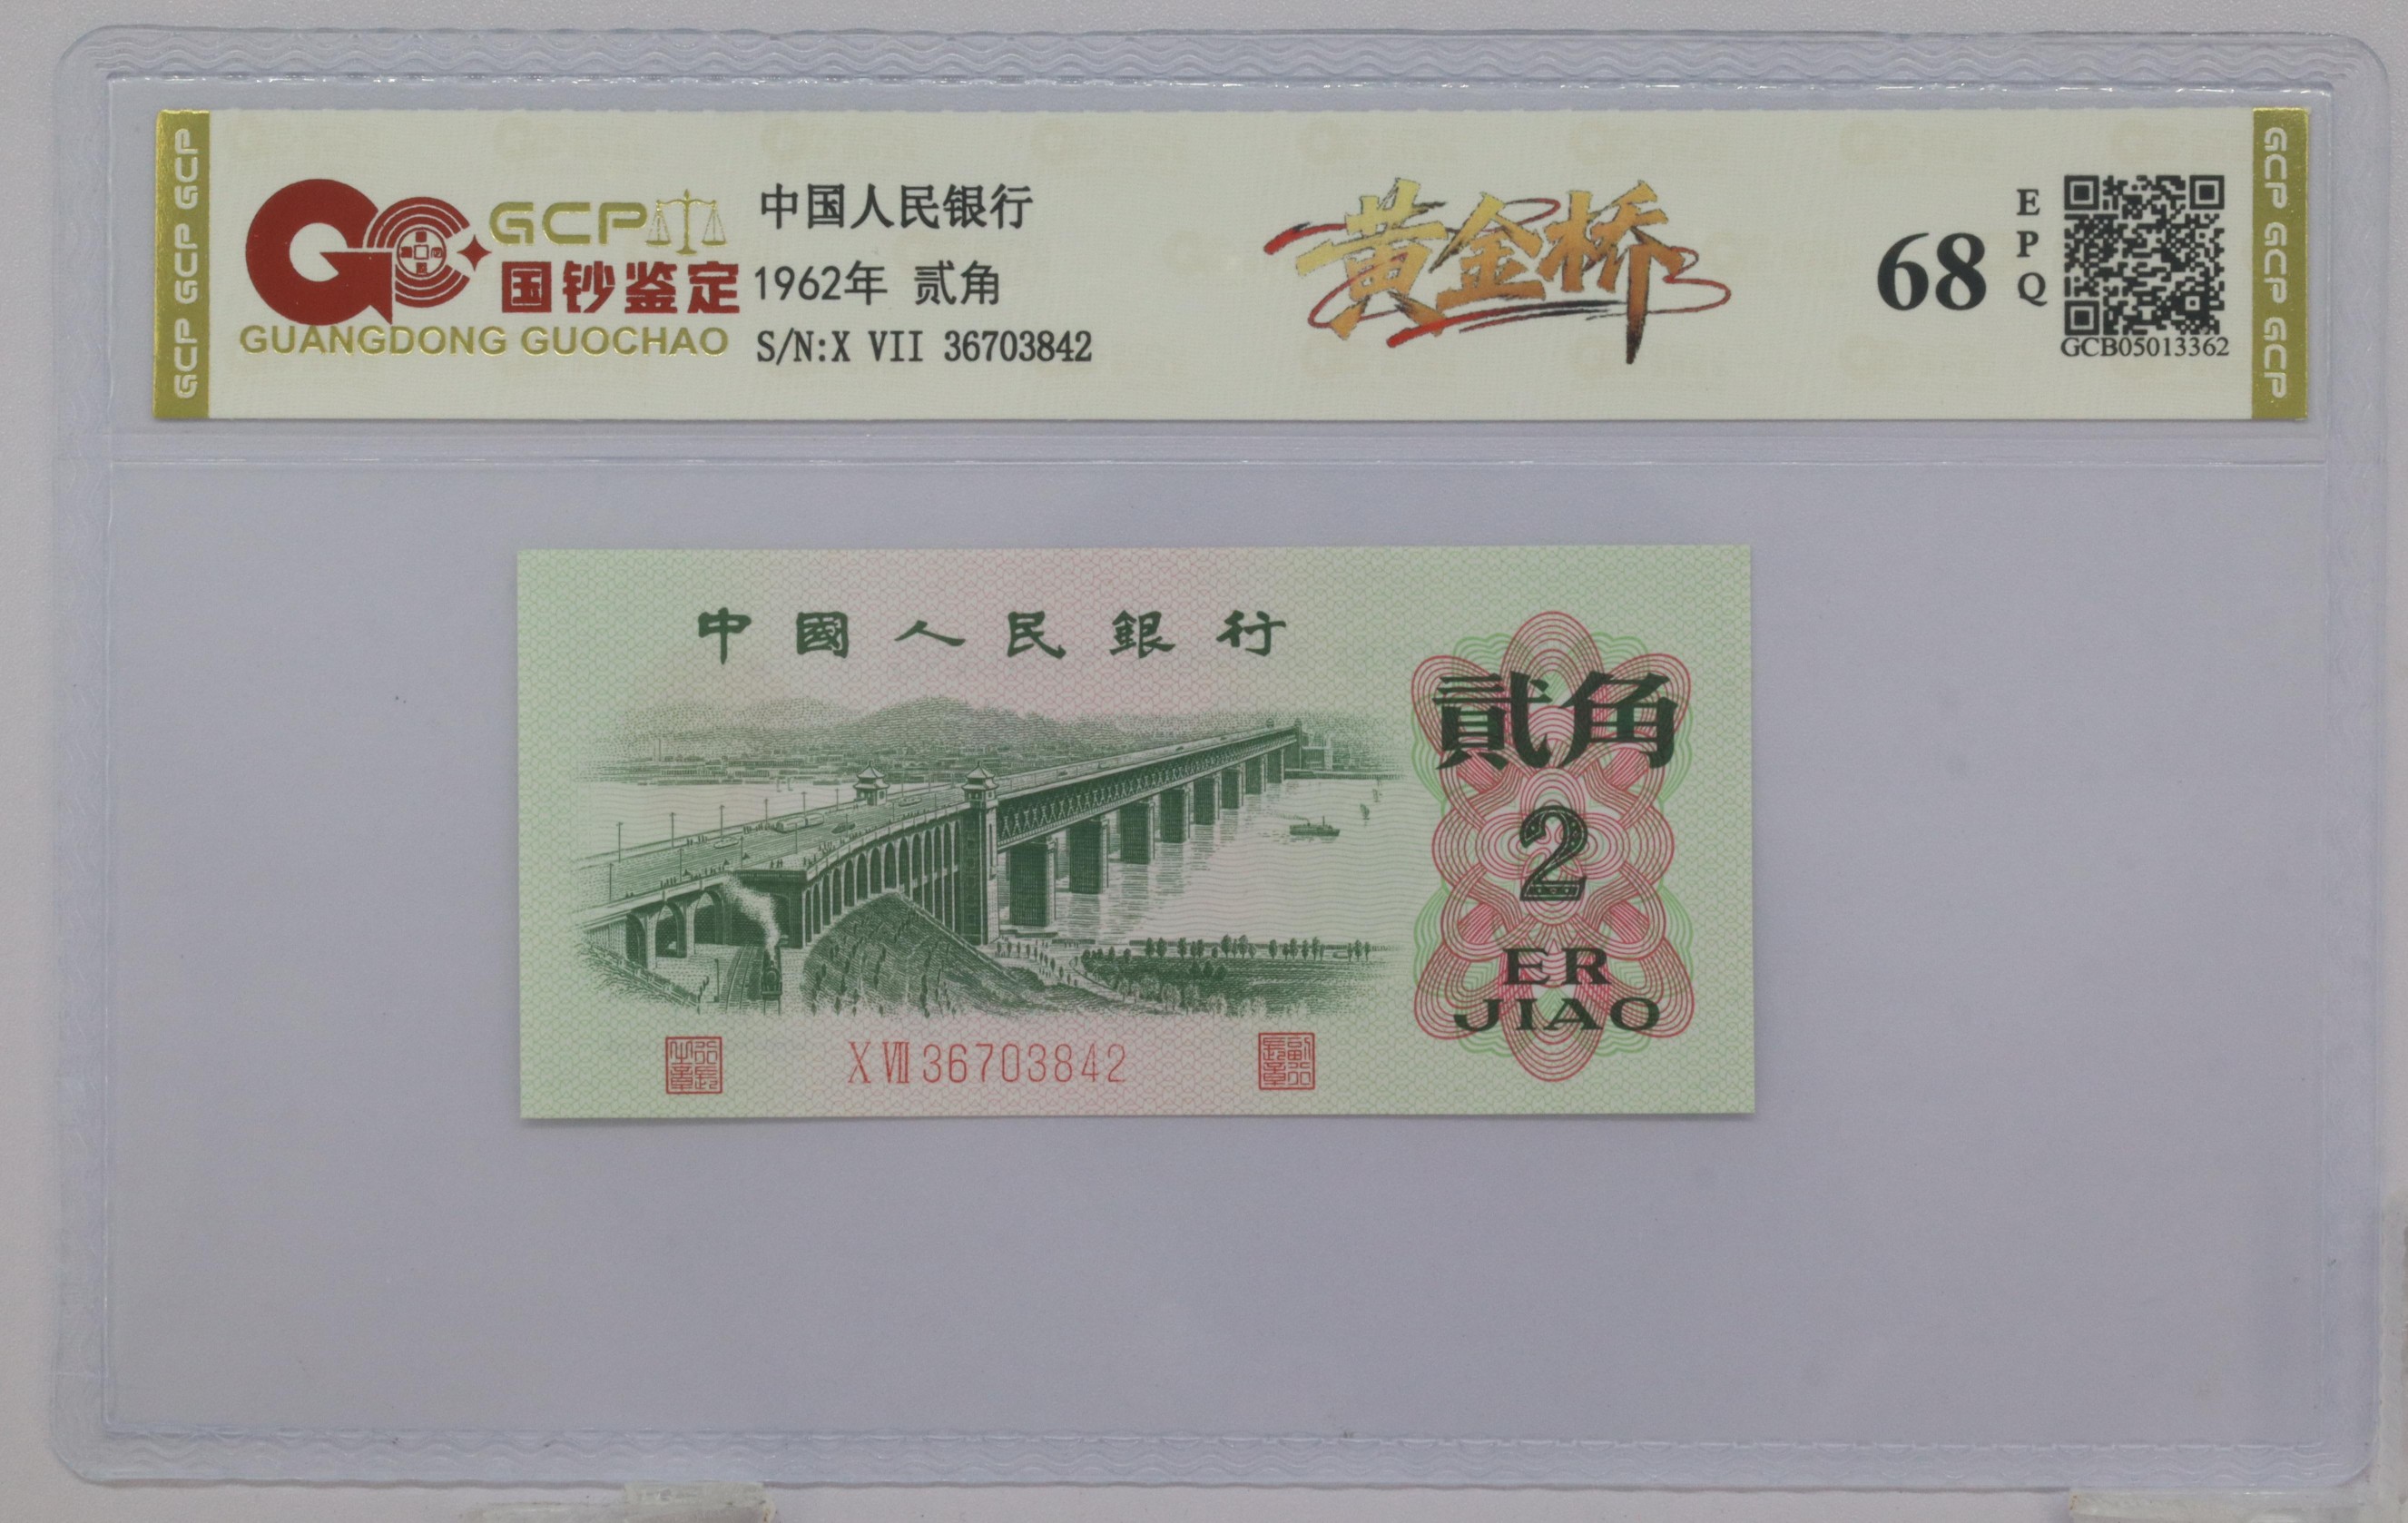 GCP GCP GCP
GCP
国钞鉴定
GUANGDONG GUOCHAO
中国人民银行
1962年 贰角
S/N:X VII 36703842
黄金桥
68
EPQ
GCB05013362
GCP GCP GCP
中國人民銀行
貳角
2
ER
JIAO
X VII 36703842